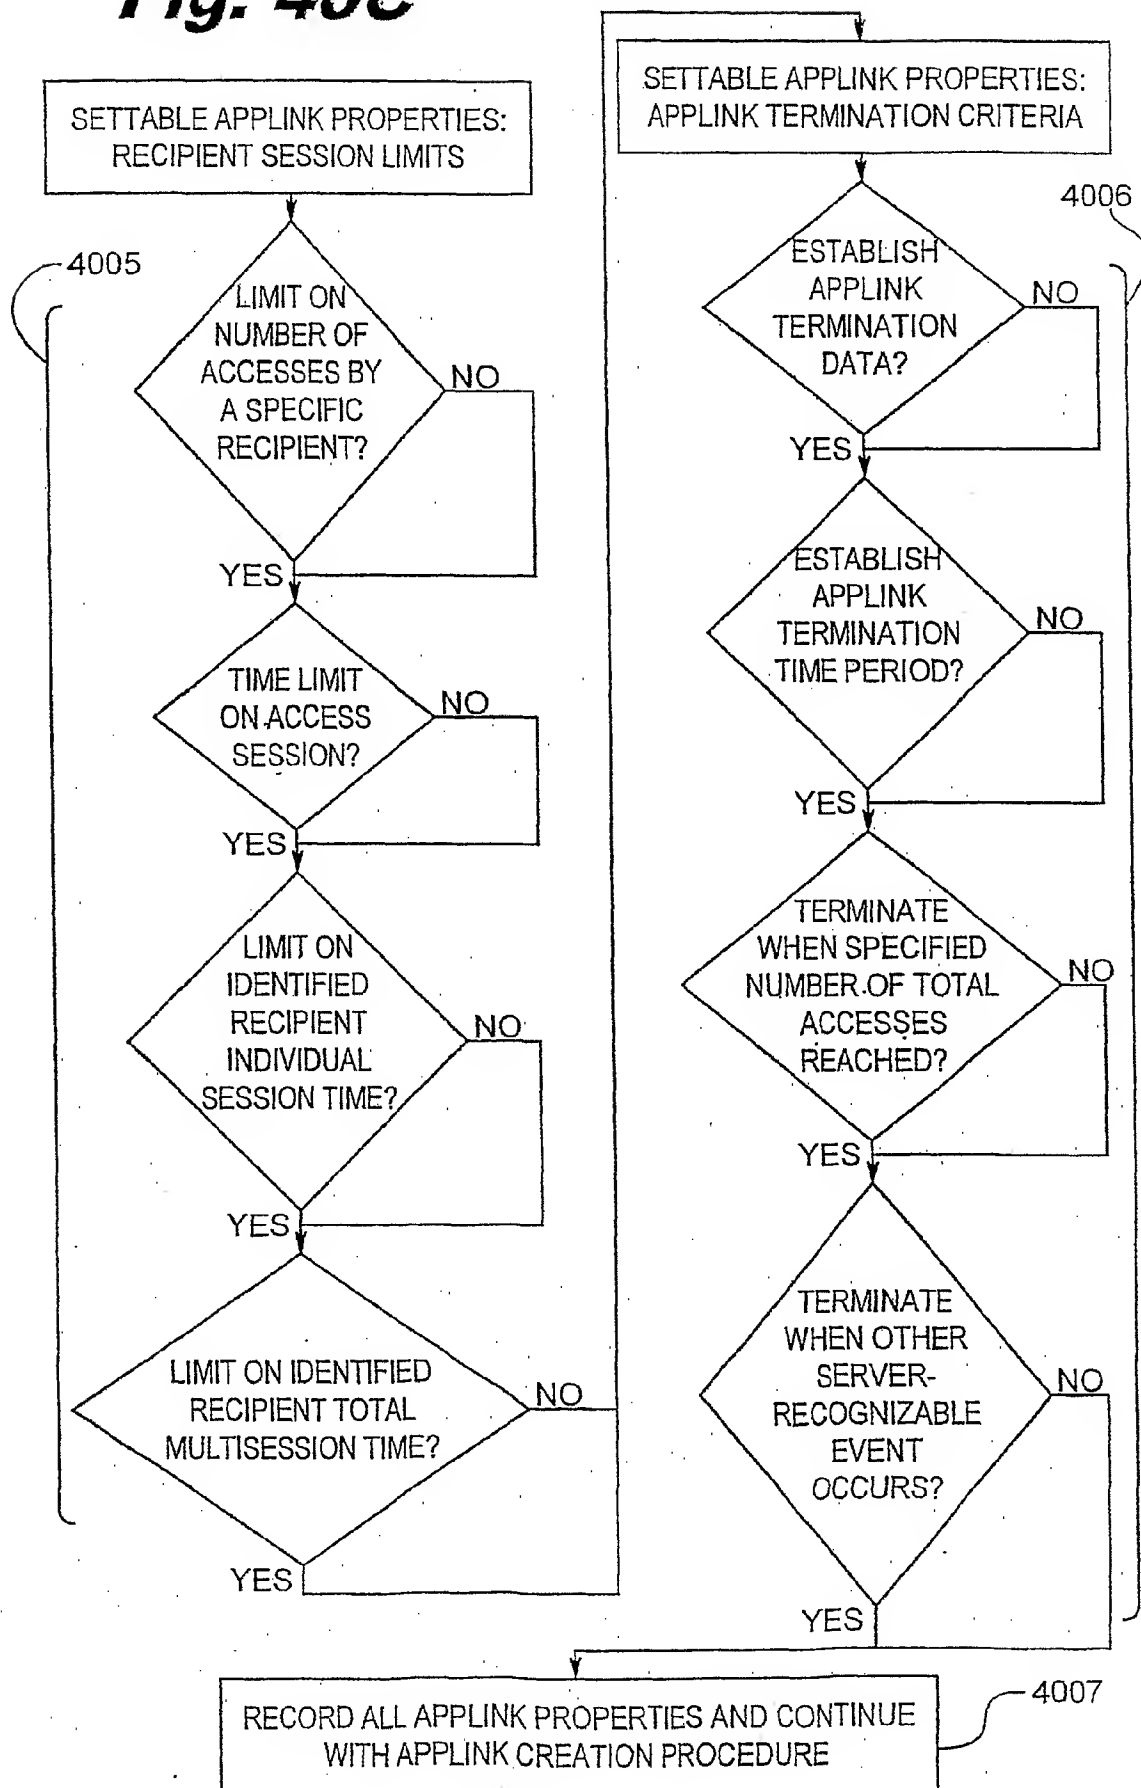 Fig. 40C
SETTABLE APPLINK PROPERTIES:
RECIPIENT SESSION LIMITS
4005
LIMIT ON
NUMBER OF
ACCESSES BY
A SPECIFIC
RECIPIENT?
NO
YES
TIME LIMIT
ON ACCESS
SESSION?
NO
YES
LIMIT ON
IDENTIFIED
RECIPIENT
INDIVIDUAL
SESSION TIME?
NO
YES
LIMIT ON IDENTIFIED
RECIPIENT TOTAL
MULTISESSION TIME?
NO
YES
SETTABLE APPLINK PROPERTIES:
APPLINK TERMINATION CRITERIA
4006
ESTABLISH
APPLINK
TERMINATION
DATA?
NO
YES
ESTABLISH
APPLINK
TERMINATION
TIME PERIOD?
NO
YES
TERMINATE
WHEN SPECIFIED
NUMBER OF TOTAL
ACCESSES
REACHED?
NO
YES
TERMINATE
WHEN OTHER
SERVER-
RECOGNIZABLE
EVENT
OCCURS?
NO
YES
RECORD ALL APPLINK PROPERTIES AND CONTINUE
WITH APPLINK CREATION PROCEDURE
4007